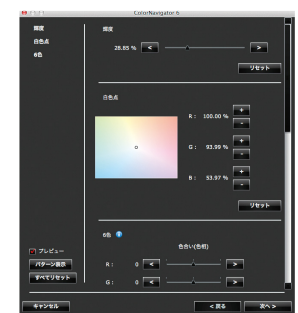 ColorNavigator 6
輝度
白色点
6色
輝度
28.85 % < >
リセット
白色点
R: 100.00 % + -
G: 93.99 % + -
B: 53.97 % + -
リセット
6色
色合い(色相)
R: 0 < >
G: 0 < >
プレビュー
パターン表示
すべてリセット
キャンセル
< 戻る
次へ >